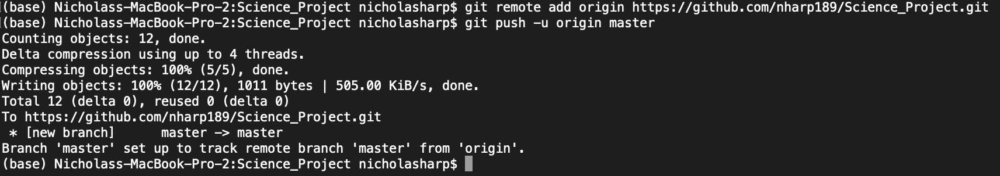 (base) Nicholass-MacBook-Pro-2:Science_Project nicholasharp$ git remote add origin https://github.com/nharp189/Science_Project.git
(base) Nicholass-MacBook-Pro-2:Science_Project nicholasharp$ git push -u origin master
Counting objects: 12, done.
Delta compression using up to 4 threads.
Compressing objects: 100% (5/5), done.
Writing objects: 100% (12/12), 1011 bytes | 505.00 KiB/s, done.
Total 12 (delta 0), reused 0 (delta 0)
To https://github.com/nharp189/Science_Project.git
 * [new branch]      master -> master
Branch 'master' set up to track remote branch 'master' from 'origin'.
(base) Nicholass-MacBook-Pro-2:Science_Project nicholasharp$